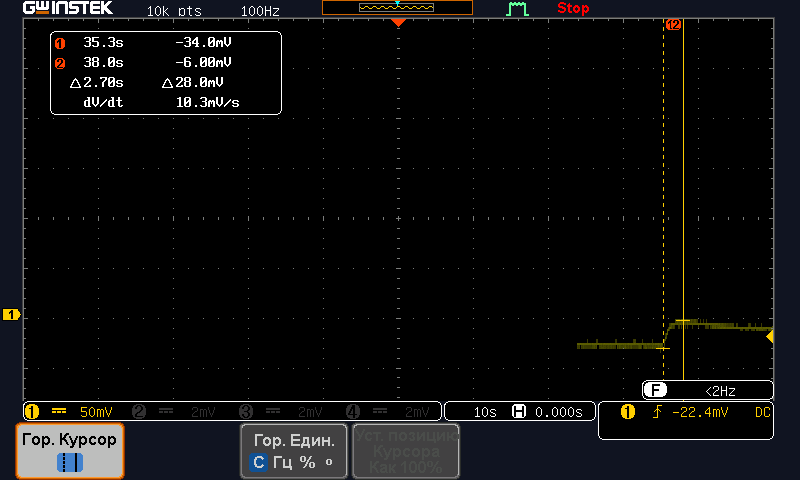 GWINSTEK 10k pts 100Hz Stop
12
1 35.3s -34.0mV
2 38.0s -6.00mV
△2.70s △28.0mV
dV/dt 10.3mV/s
1
F <2Hz
1 50mV 2 2mV 3 2mV 4 2mV 10s H 0.000s 1 -22.4mV DC
Гор. Курсор
Гор. Един.
С Гц % °
Уст. позицию
Курсора
Как 100%